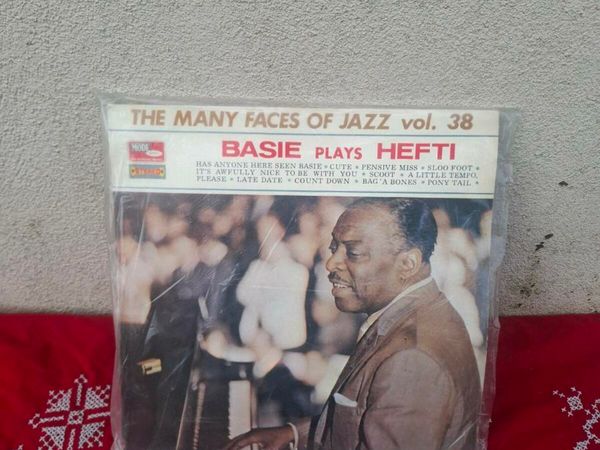 THE MANY FACES OF JAZZ vol. 38
BASIE PLAYS HEFTI
MODE
STEREO
HAS ANYONE HERE SEEN BASIE • CUTE • PENSIVE MISS • SLOO FOOT •
IT'S AWFULLY NICE TO BE WITH YOU • SCOOT • A LITTLE TEMPO,
PLEASE • LATE DATE • COUNT DOWN • BAG'A BONES • PONY TAIL •